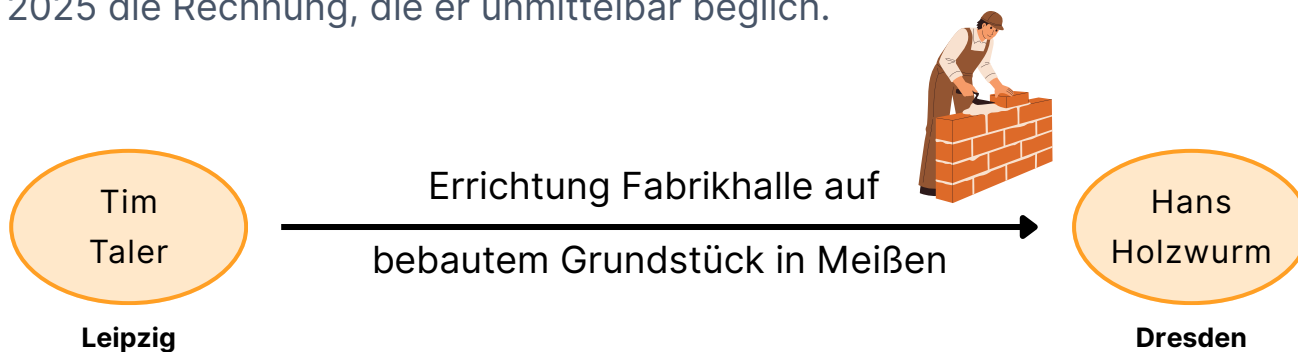 2025 die Rechnung, die er unmittelbar beglich.
Errichtung Fabrikhalle auf
bebautem Grundstück in Meißen
Tim
Taler
Leipzig
Hans
Holzwurm
Dresden